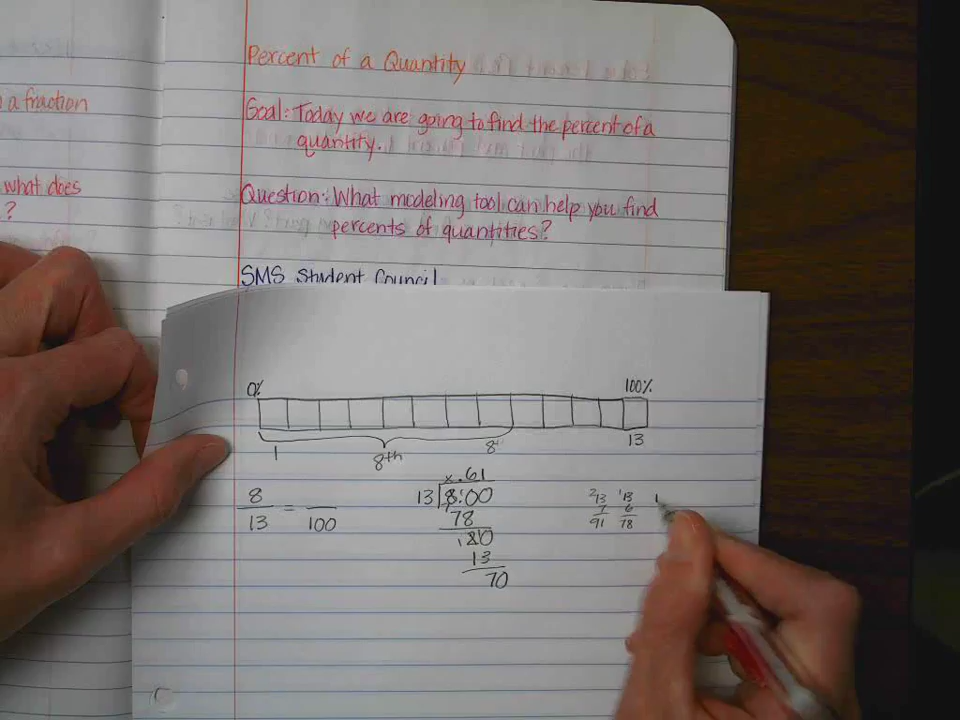 Percent of a Quantity
a fraction
Goal: Today we are going to find the percent of a
quantity.
what does
?
Question: What modeling tool can help you find
percents of quantities?
SMS Student Council
0% 100%
1 8th 8 13
8/13 = /100
x.61
13 8.00
78
20
13
70
13 13 1
7 6
91 78